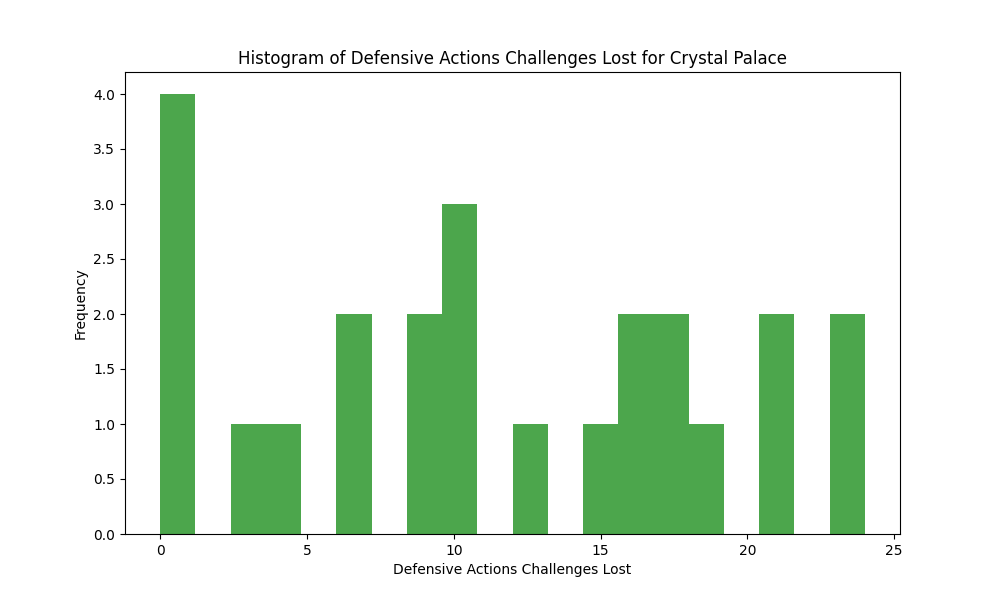 Histogram of Defensive Actions Challenges Lost for Crystal Palace
4.0
3.5
3.0
2.5
2.0
1.5
1.0
0.5
0.0
Frequency
0 5 10 15 20 25
Defensive Actions Challenges Lost